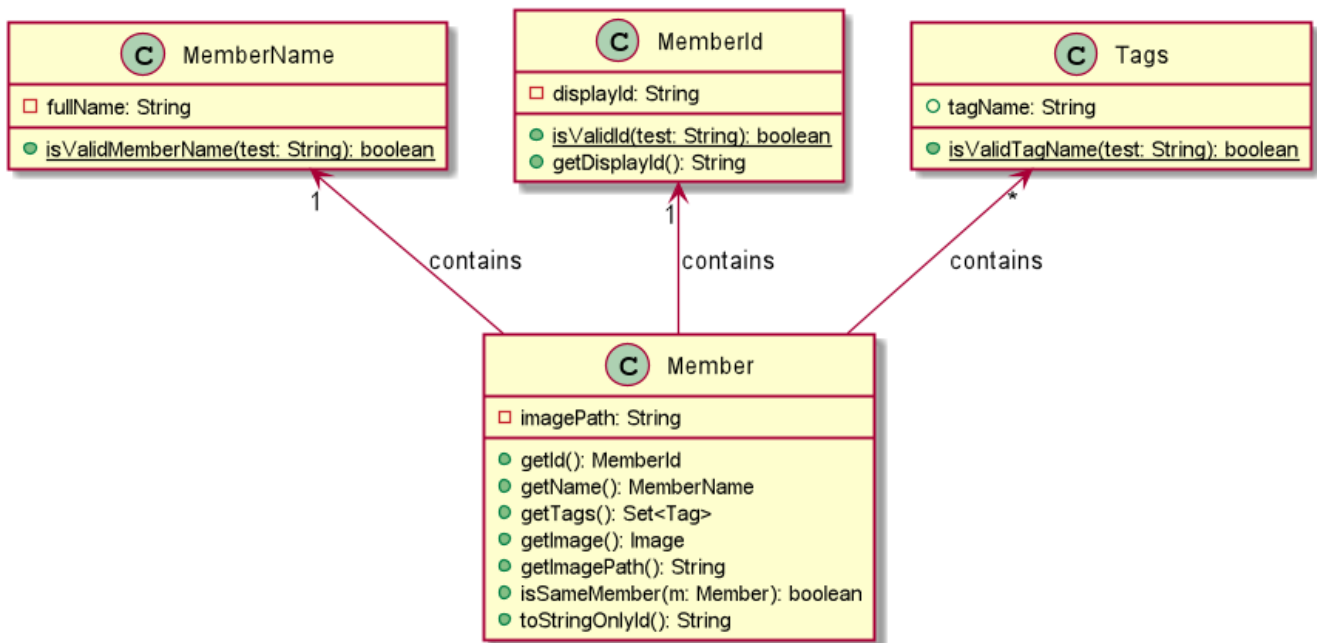 C MemberName
fullName: String
isValidMemberName(test: String): boolean
C MemberId
displayId: String
isValidId(test: String): boolean
getDisplayId(): String
C Tags
tagName: String
isValidTagName(test: String): boolean
1
1
*
contains
contains
contains
C Member
imagePath: String
getId(): MemberId
getName(): MemberName
getTags(): Set<Tag>
getImage(): Image
getImagePath(): String
isSameMember(m: Member): boolean
toStringOnlyId(): String